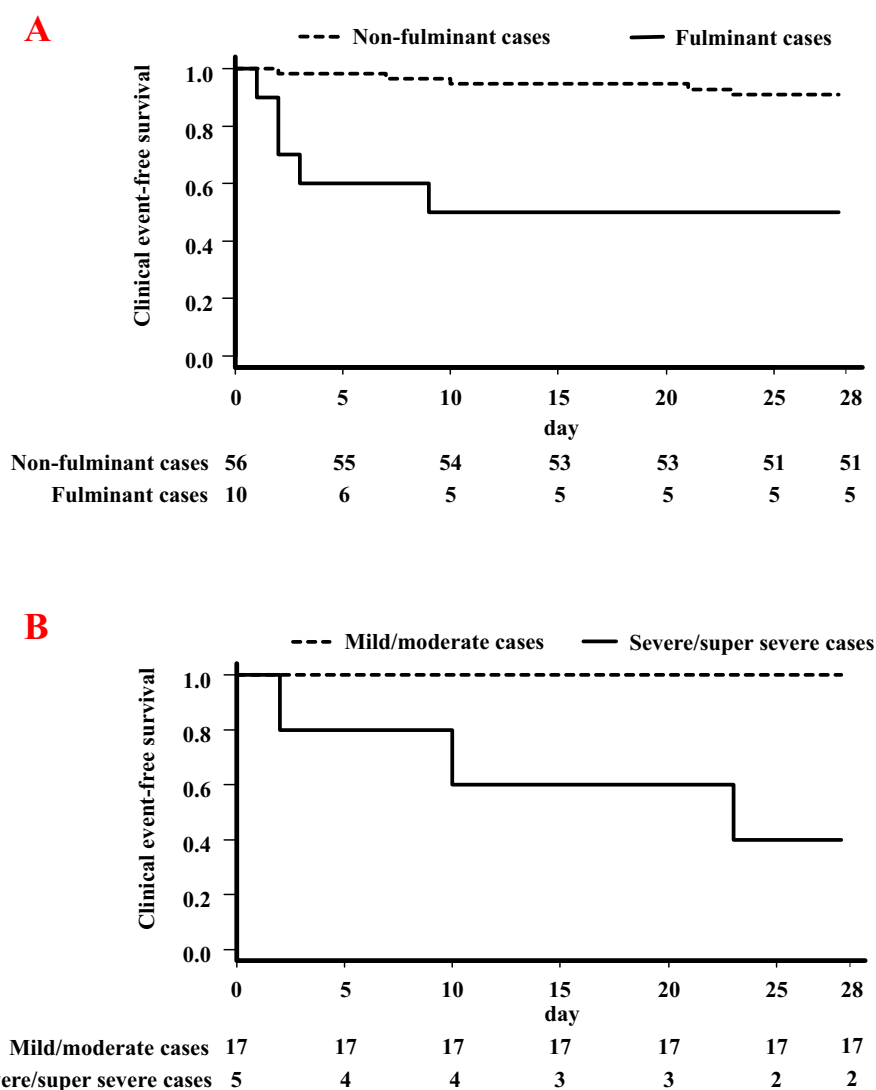 A
Non-fulminant cases Fulminant cases
Clinical event-free survival
1.0
0.8
0.6
0.4
0.2
0.0
0 5 10 15 20 25 28
day
Non-fulminant cases 56 55 54 53 53 51 51
Fulminant cases 10 6 5 5 5 5 5
B
Mild/moderate cases Severe/super severe cases
Clinical event-free survival
1.0
0.8
0.6
0.4
0.2
0.0
0 5 10 15 20 25 28
day
Mild/moderate cases 17 17 17 17 17 17 17
vere/super severe cases 5 4 4 3 3 2 2